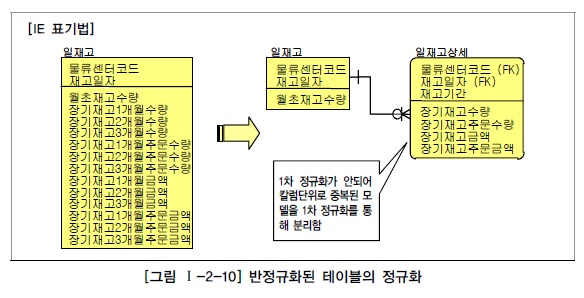 [IE 표기법]
일재고
물류센터코드
재고일자
월초재고수량
장기재고1개월수량
장기재고2개월수량
장기재고3개월수량
장기재고1개월주문수량
장기재고2개월주문수량
장기재고3개월주문수량
장기재고1개월금액
장기재고2개월금액
장기재고3개월금액
장기재고1개월주문금액
장기재고2개월주문금액
장기재고3개월주문금액
일재고
물류센터코드
재고일자
월초재고수량
일재고상세
물류센터코드 (FK)
재고일자 (FK)
재고기간
장기재고수량
장기재고주문수량
장기재고금액
장기재고주문금액
1차 정규화가 안되어
칼럼단위로 중복된 모
델을 1차 정규화를 통
해 분리함
[그림 Ⅰ-2-10] 반정규화된 테이블의 정규화